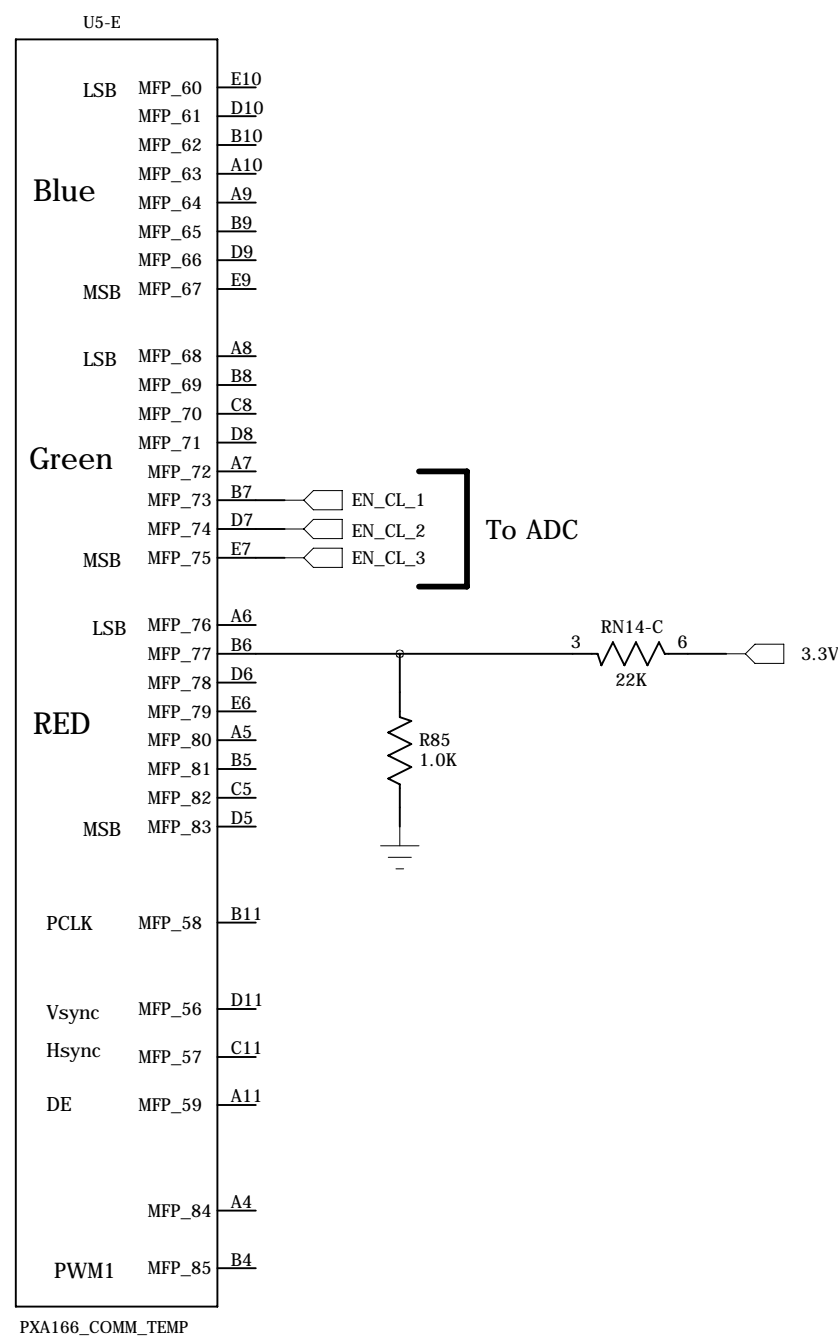 U5-E
LSB MFP_60 E10
MFP_61 D10
MFP_62 B10
MFP_63 A10
Blue
MFP_64 A9
MFP_65 B9
MFP_66 D9
MSB MFP_67 E9
LSB MFP_68 A8
MFP_69 B8
MFP_70 C8
MFP_71 D8
Green
MFP_72 A7
MFP_73 B7 EN_CL_1
MFP_74 D7 EN_CL_2
To ADC
MSB MFP_75 E7 EN_CL_3
LSB MFP_76 A6
RN14-C
MFP_77 B6 3 6 3.3V
22K
MFP_78 D6
MFP_79 E6
RED
MFP_80 A5 R85
1.0K
MFP_81 B5
MFP_82 C5
MSB MFP_83 D5
PCLK MFP_58 B11
Vsync MFP_56 D11
Hsync MFP_57 C11
DE MFP_59 A11
MFP_84 A4
PWM1 MFP_85 B4
PXA166_COMM_TEMP